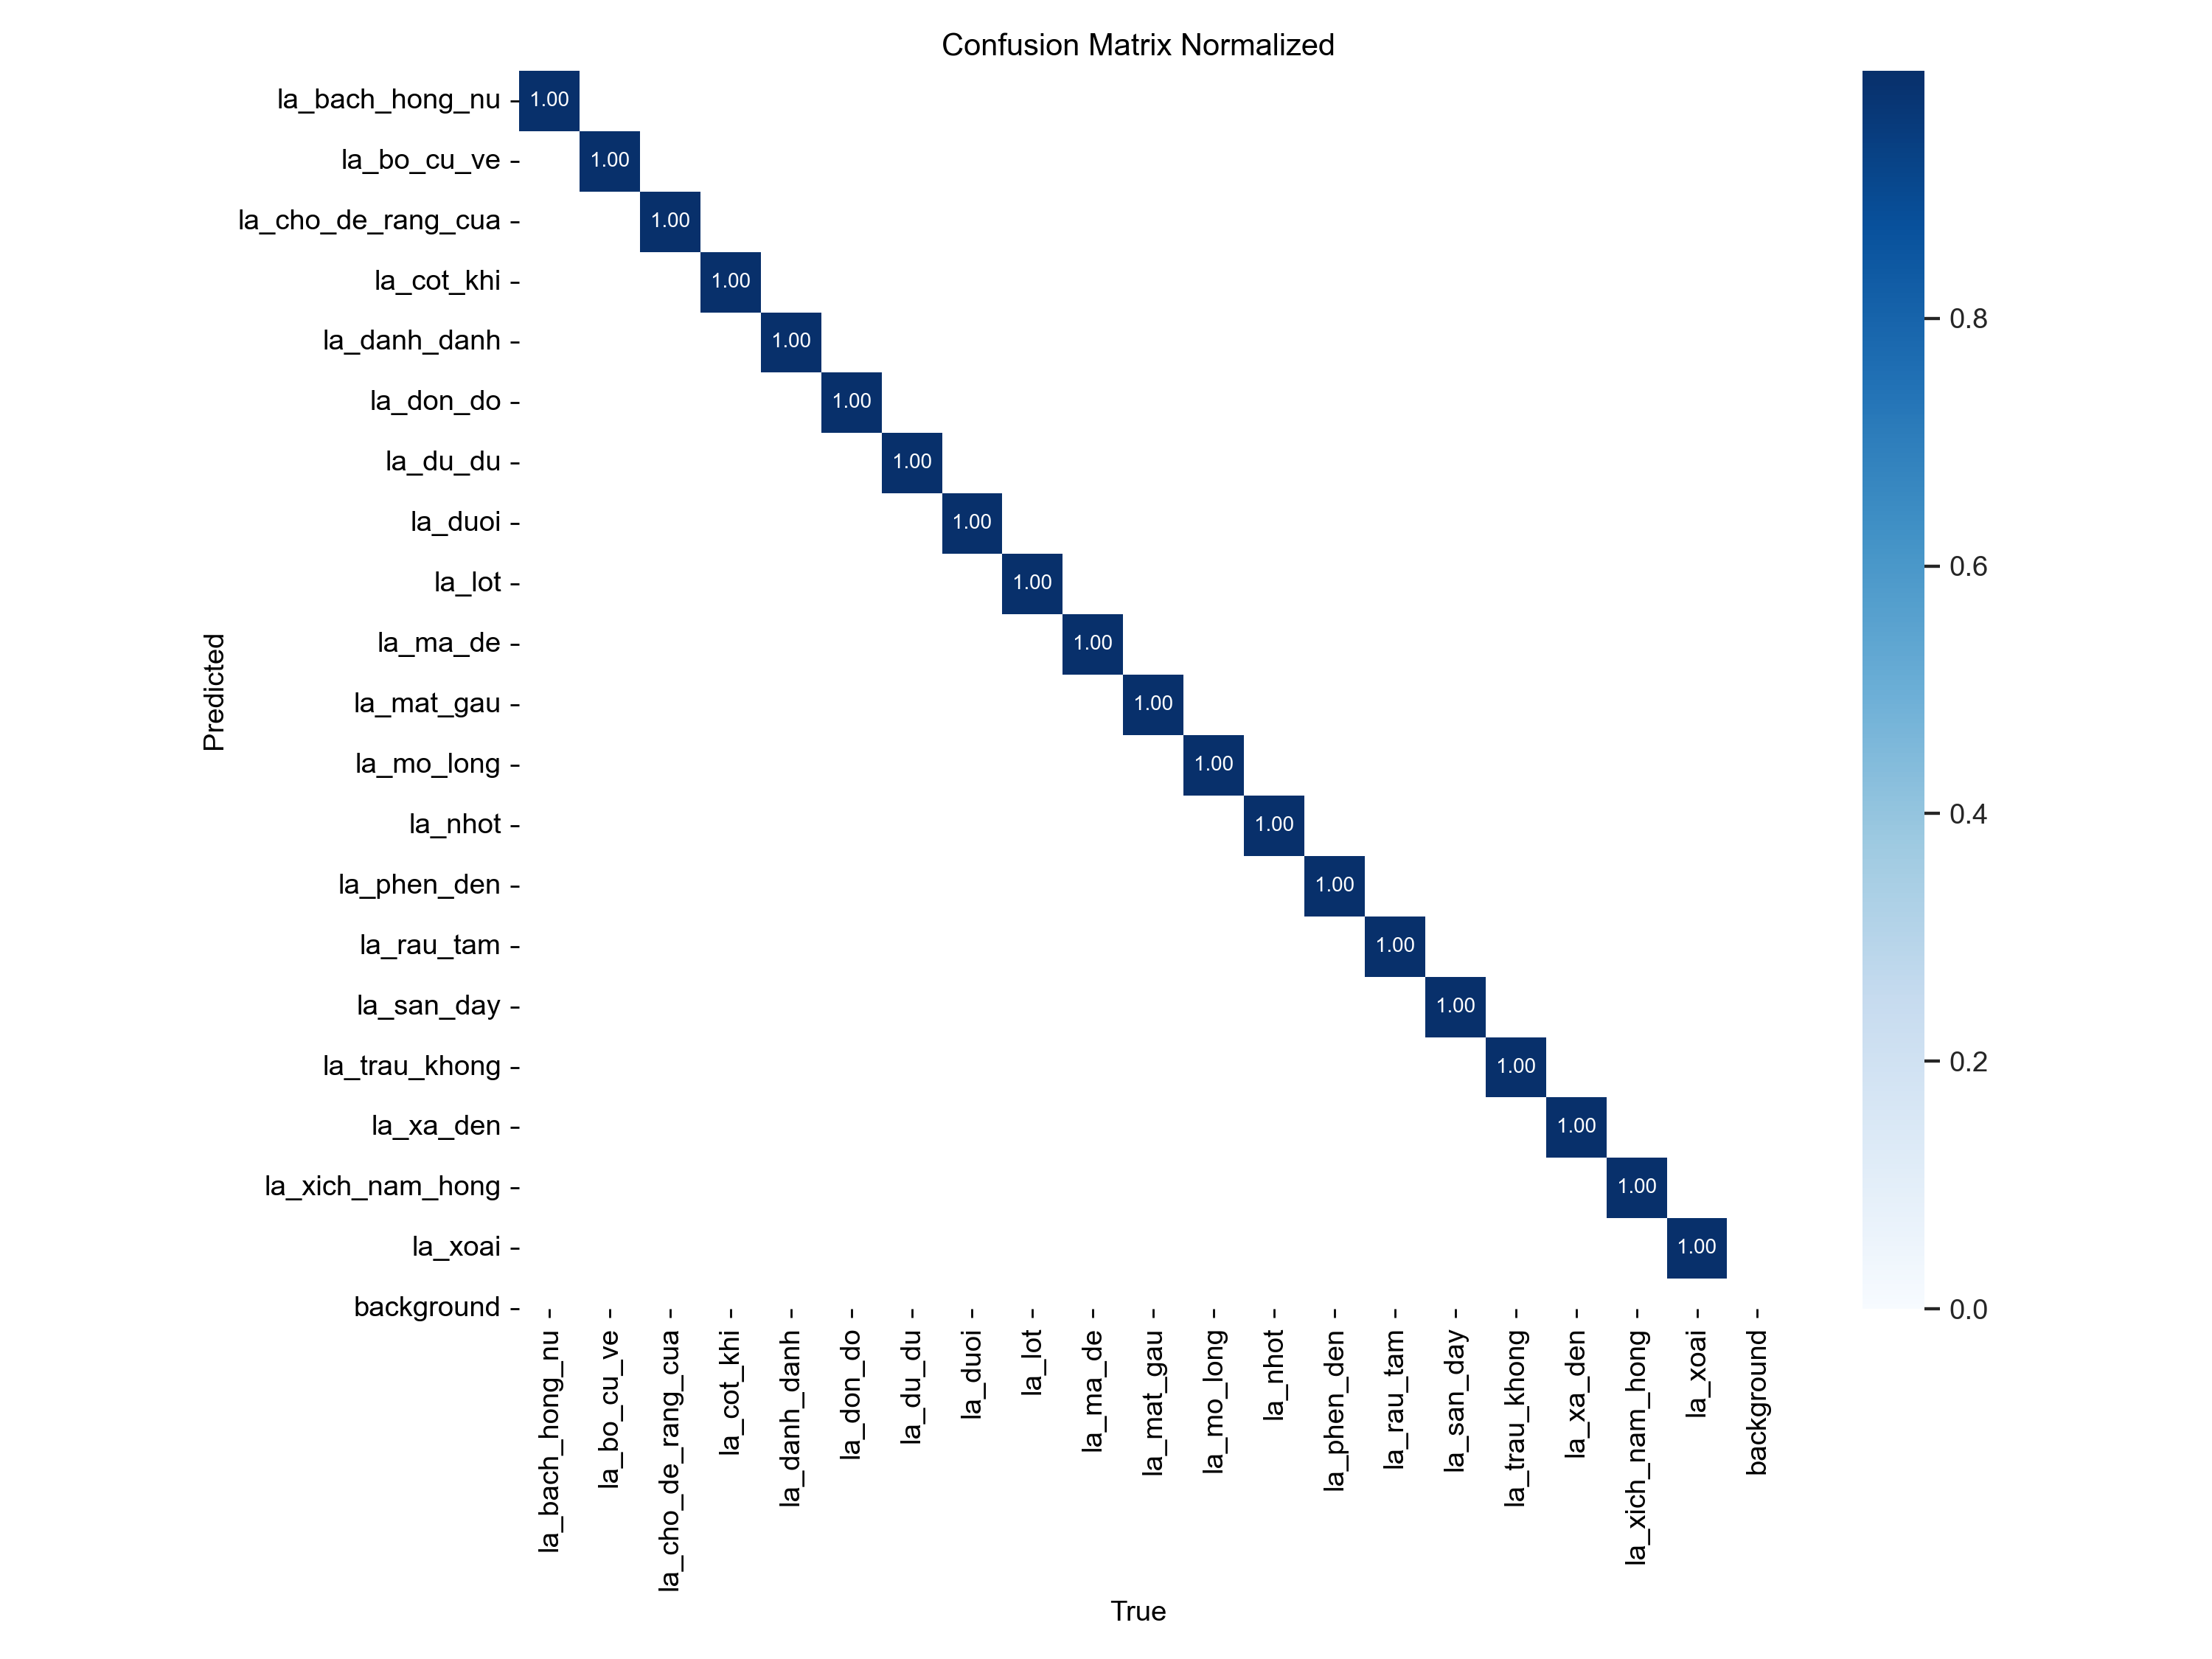 Confusion Matrix Normalized
la_bach_hong_nu
1.00
la_bo_cu_ve
1.00
la_cho_de_rang_cua
1.00
la_cot_khi
1.00
la_danh_danh
1.00
la_don_do
1.00
la_du_du
1.00
la_duoi
1.00
la_lot
1.00
la_ma_de
1.00
la_mat_gau
1.00
la_mo_long
1.00
la_nhot
1.00
la_phen_den
1.00
la_rau_tam
1.00
la_san_day
1.00
la_trau_khong
1.00
la_xa_den
1.00
la_xich_nam_hong
1.00
la_xoai
1.00
background
Predicted
la_bach_hong_nu
la_bo_cu_ve
la_cho_de_rang_cua
la_cot_khi
la_danh_danh
la_don_do
la_du_du
la_duoi
la_lot
la_ma_de
la_mat_gau
la_mo_long
la_nhot
la_phen_den
la_rau_tam
la_san_day
la_trau_khong
la_xa_den
la_xich_nam_hong
la_xoai
background
True
0.8
0.6
0.4
0.2
0.0